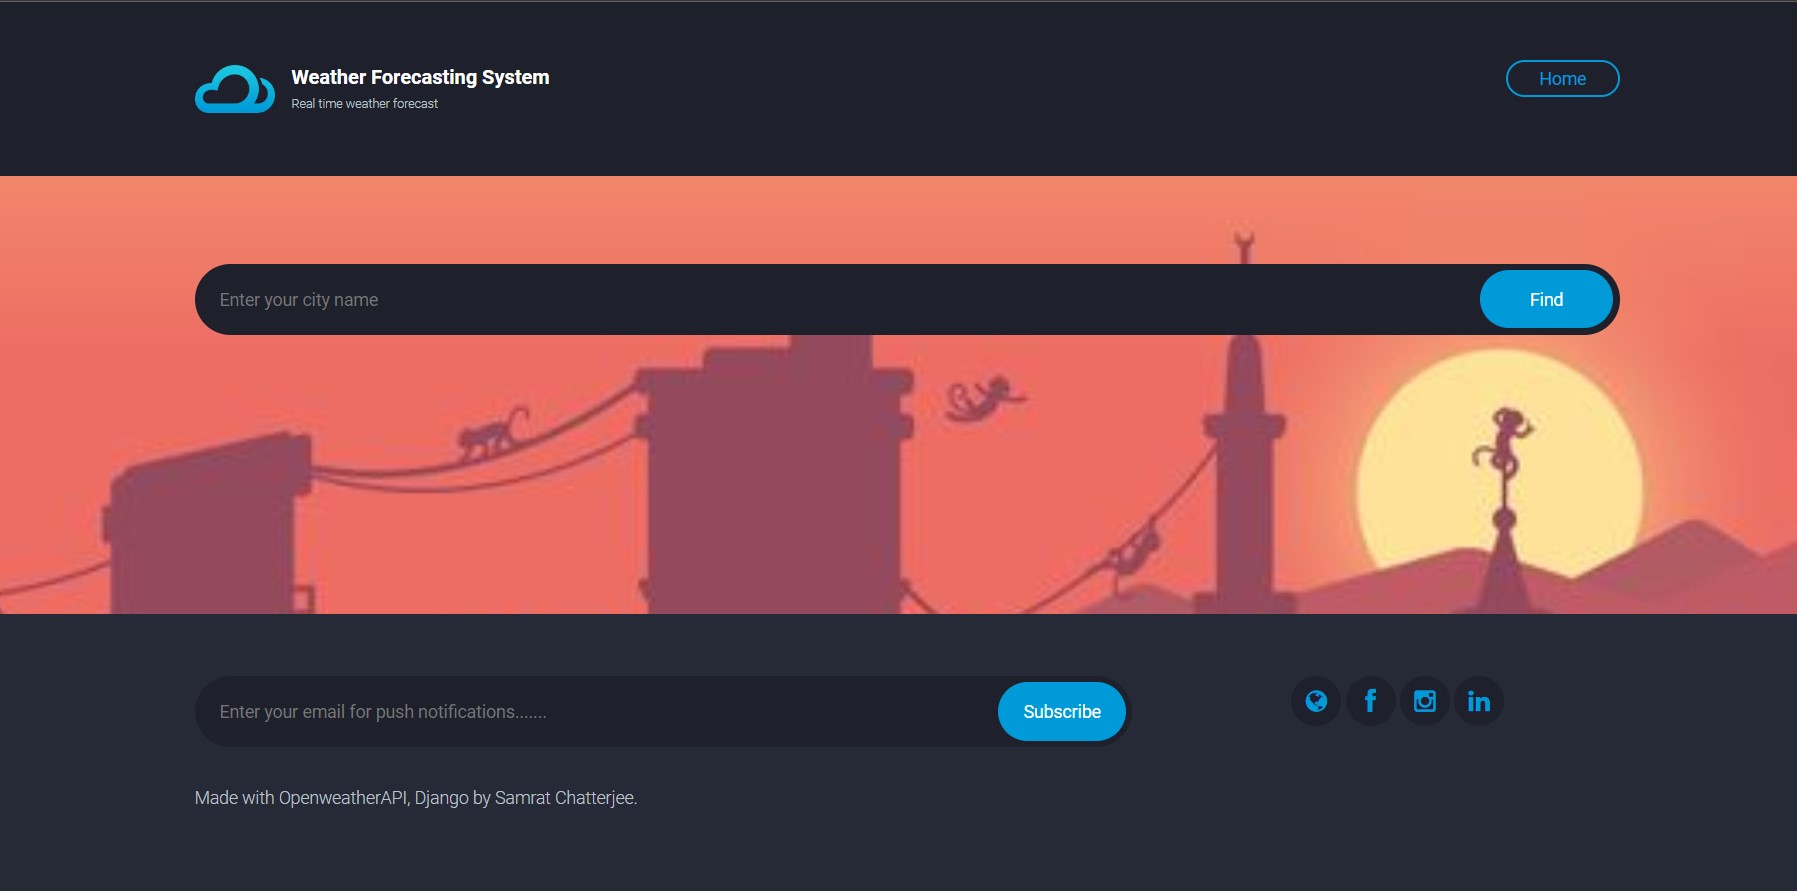 Weather Forecasting System
Real time weather forecast
Home
Enter your city name
Find
Enter your email for push notifications.......
Subscribe
Made with OpenweatherAPI, Django by Samrat Chatterjee.